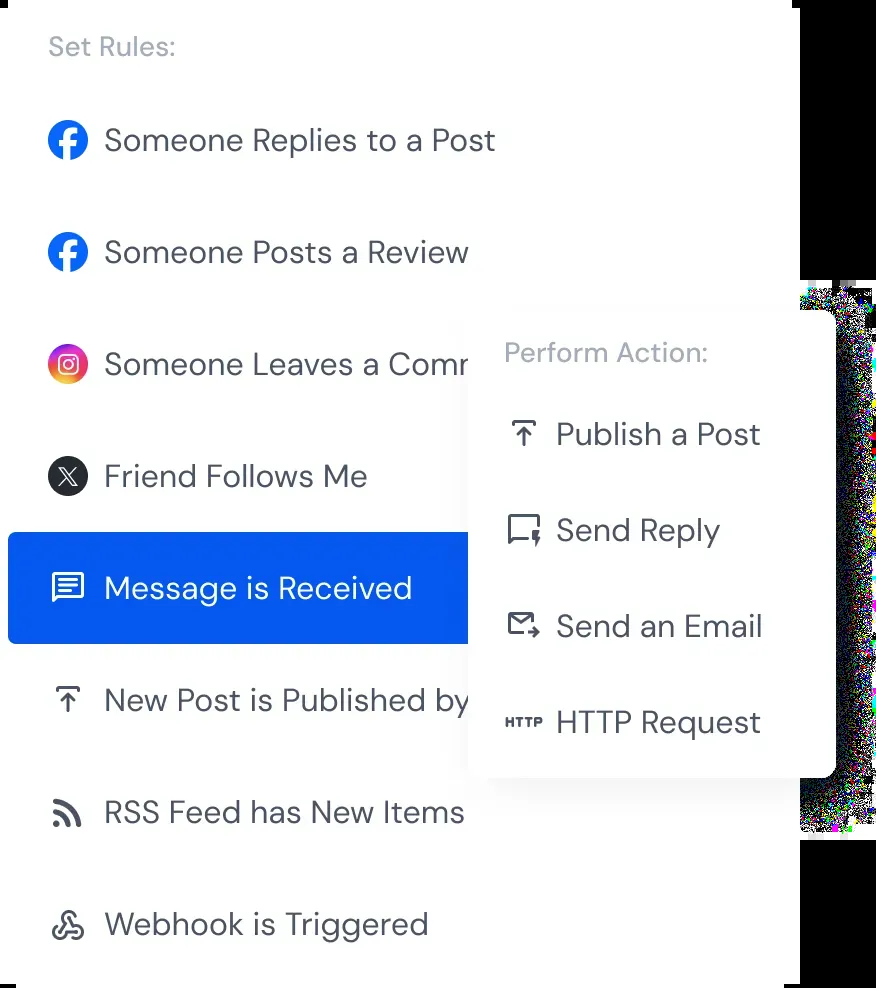 Set Rules:
Someone Replies to a Post
Someone Posts a Review
Someone Leaves a
Friend Follows Me
Message is Received
New Post is Published by
RSS Feed has New Items
Webhook is Triggered
Perform Action:
Publish a Post
Send Reply
Send an Email
HTTP HTTP Request